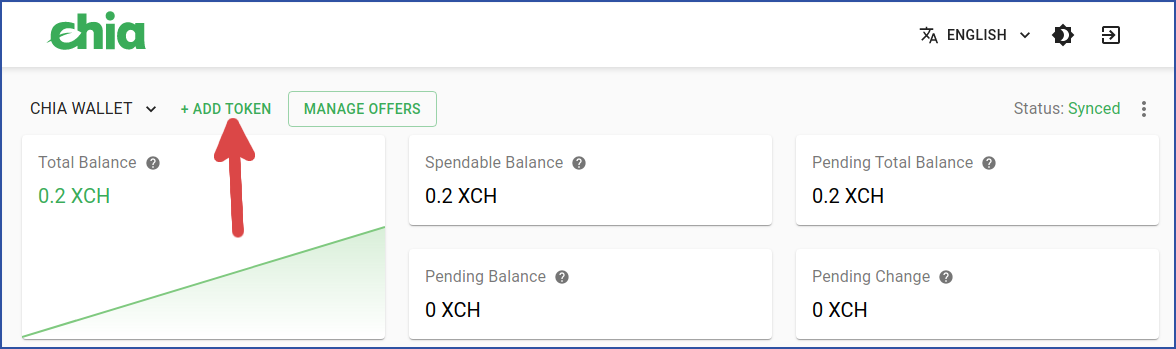 chia
ENGLISH
CHIA WALLET + ADD TOKEN MANAGE OFFERS Status: Synced
Total Balance
0.2 XCH
Spendable Balance
0.2 XCH
Pending Total Balance
0.2 XCH
Pending Balance
0 XCH
Pending Change
0 XCH